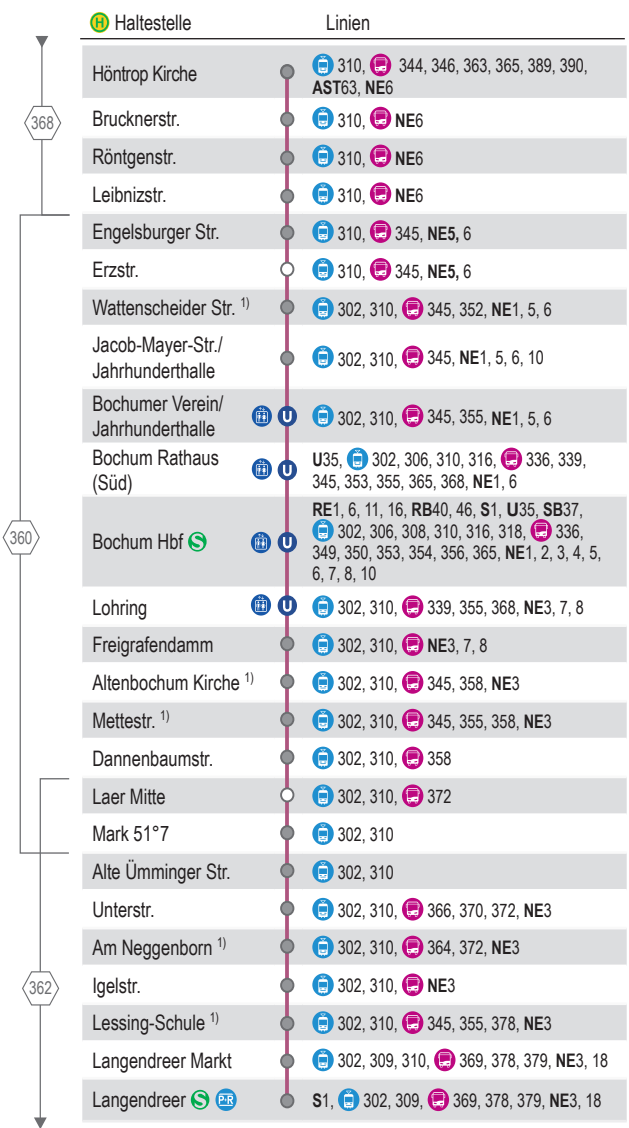 H Haltestelle Linien
Höntrop Kirche 310, 344, 346, 363, 365, 389, 390,
AST63, NE6
368
Brucknerstr. 310, NE6
Röntgenstr. 310, NE6
Leibnizstr. 310, NE6
Engelsburger Str. 310, 345, NE5, 6
Erzstr. 310, 345, NE5, 6
Wattenscheider Str. 1) 302, 310, 345, 352, NE1, 5, 6
Jacob-Mayer-Str./
Jahrhunderthalle 302, 310, 345, NE1, 5, 6, 10
Bochumer Verein/
Jahrhunderthalle U 302, 310, 345, 355, NE1, 5, 6
Bochum Rathaus
(Süd) U U35, 302, 306, 310, 316, 336, 339,
345, 353, 355, 365, 368, NE1, 6
360
Bochum Hbf S U RE1, 6, 11, 16, RB40, 46, S1, U35, SB37,
302, 306, 308, 310, 316, 318, 336,
349, 350, 353, 354, 356, 365, NE1, 2, 3, 4, 5,
6, 7, 8, 10
Lohring U 302, 310, 339, 355, 368, NE3, 7, 8
Freigrafendamm 302, 310, NE3, 7, 8
Altenbochum Kirche 1) 302, 310, 345, 358, NE3
Mettestr. 1) 302, 310, 345, 355, 358, NE3
Dannenbaumstr. 302, 310, 358
Laer Mitte 302, 310, 372
Mark 51°7 302, 310
Alte Ümminger Str. 302, 310
Unterstr. 302, 310, 366, 370, 372, NE3
Am Neggenborn 1) 302, 310, 364, 372, NE3
362
Igelstr. 302, 310, NE3
Lessing-Schule 1) 302, 310, 345, 355, 378, NE3
Langendreer Markt 302, 309, 310, 369, 378, 379, NE3, 18
Langendreer S P+R S1, 302, 309, 369, 378, 379, NE3, 18